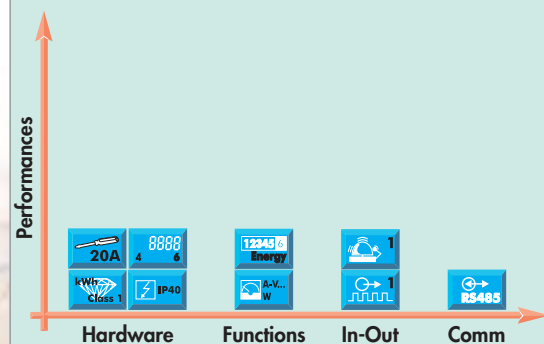 Performances
20A
8888
4 6
12345 6
Energy
1
kWh
Class 1
IP40
A-V...
W
1
RS485
Hardware Functions In-Out Comm